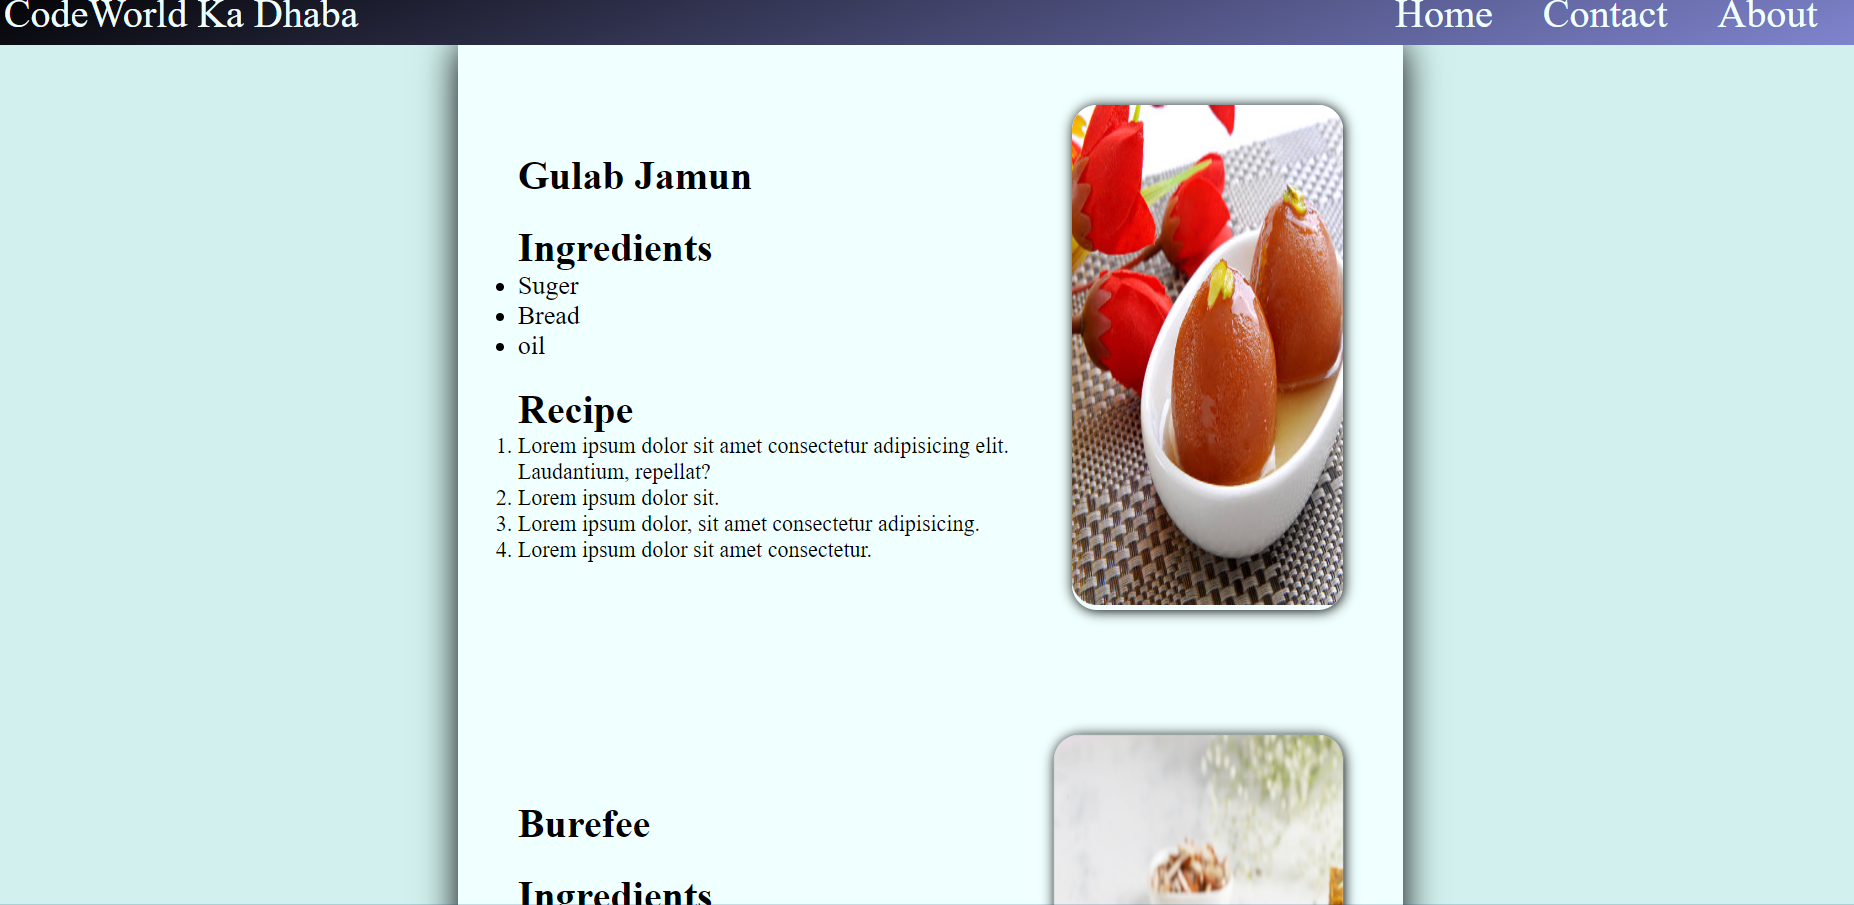 CodeWorld Ka Dhaba
Home Contact About
Gulab Jamun
Ingredients
• Suger
• Bread
• oil
Recipe
1. Lorem ipsum dolor sit amet consectetur adipisicing elit.
Laudantium, repellat?
2. Lorem ipsum dolor sit.
3. Lorem ipsum dolor, sit amet consectetur adipisicing.
4. Lorem ipsum dolor sit amet consectetur.
Burefee
Ingredients